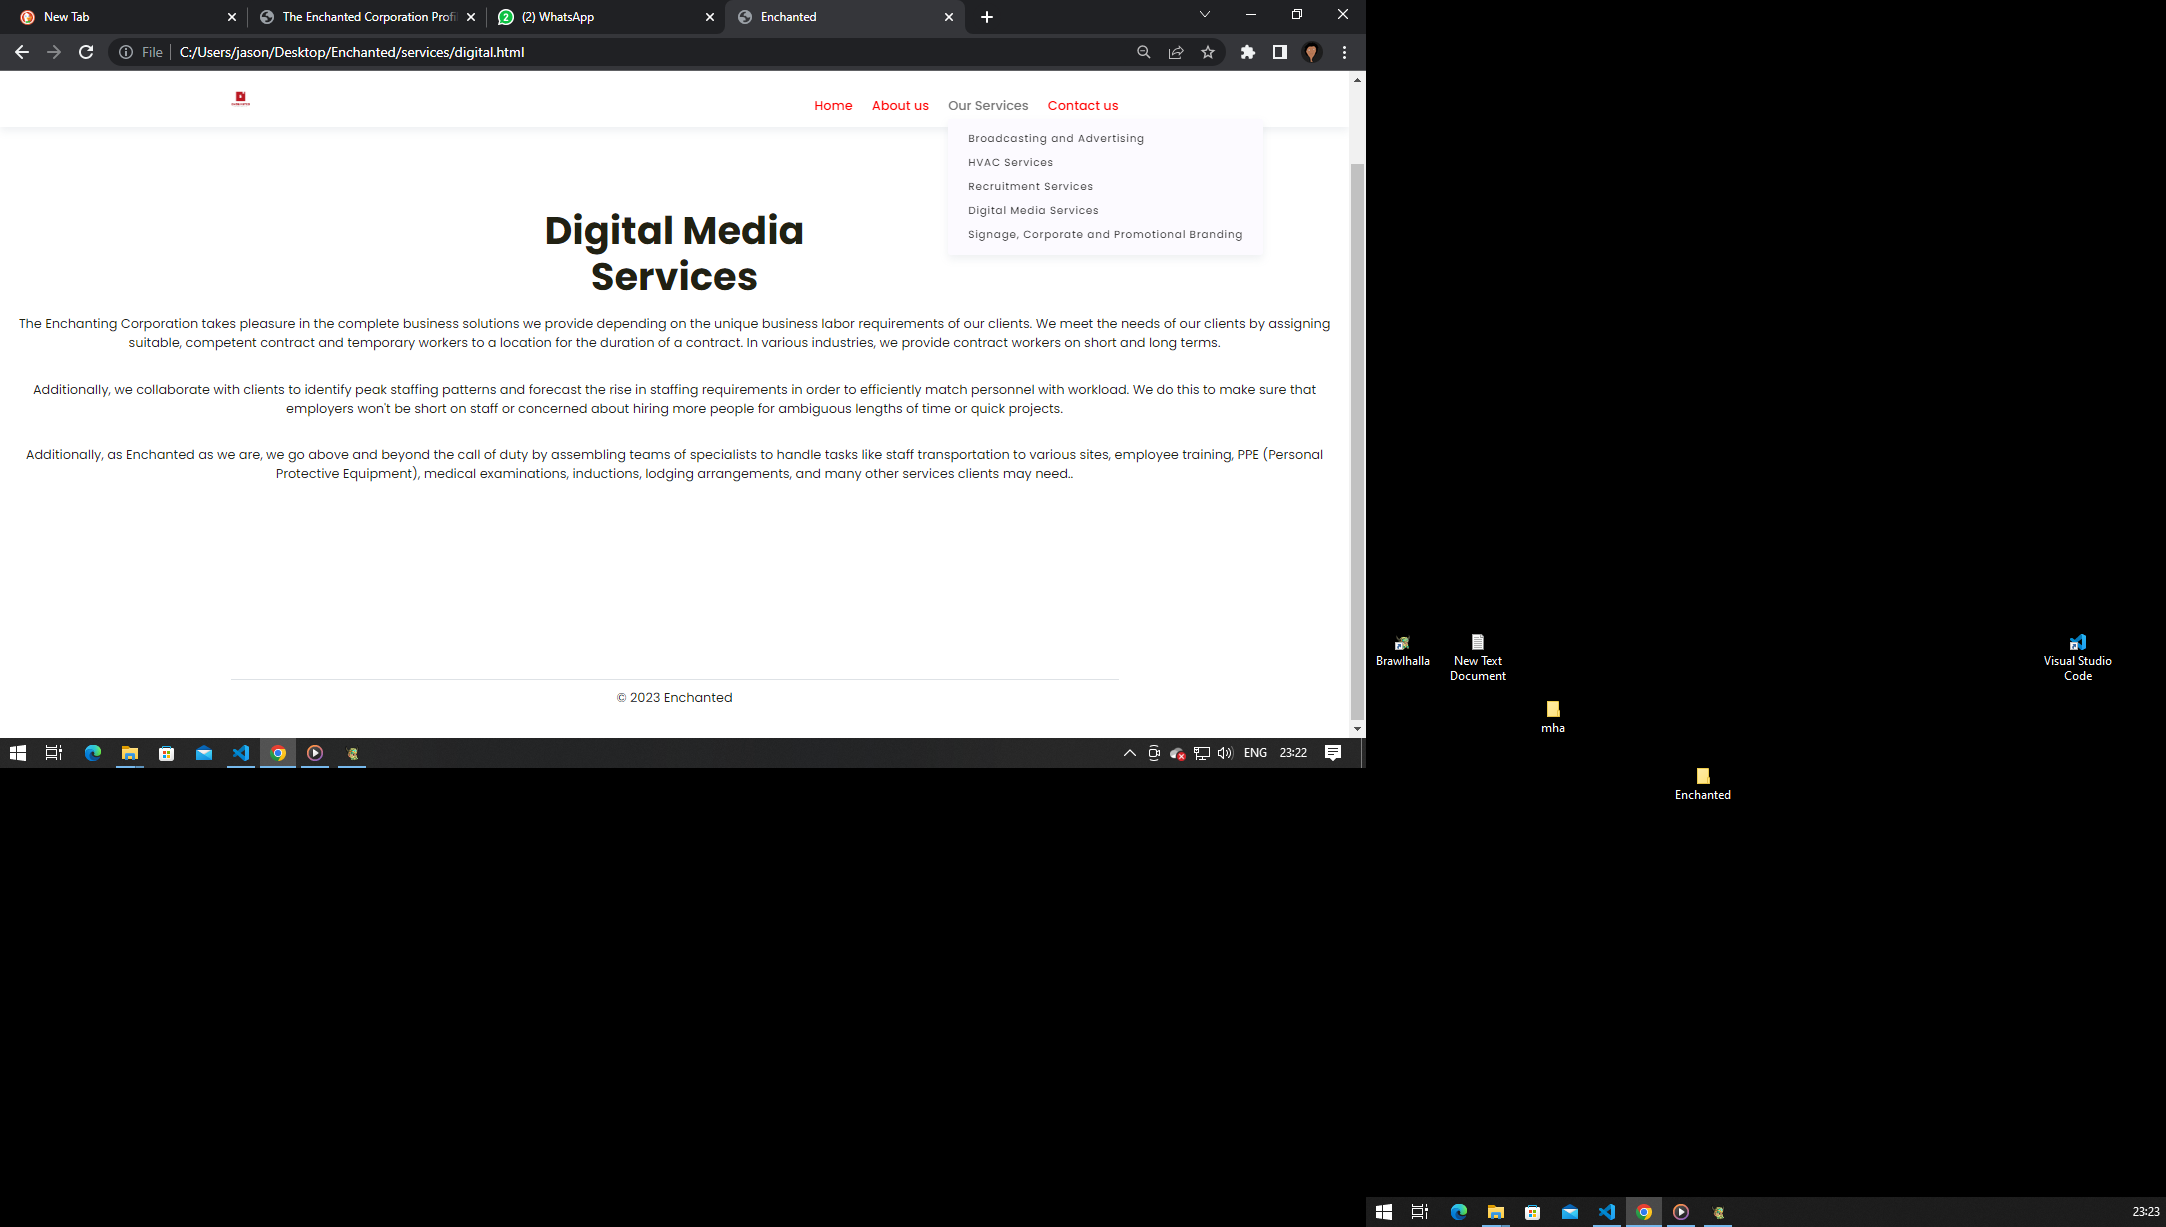 New Tab
The Enchanted Corporation Profi
2
(2) WhatsApp
Enchanted
File
C:/Users/jason/Desktop/Enchanted/services/digital.html
Home
About us
Our Services
Contact us
Broadcasting and Advertising
HVAC Services
Recruitment Services
Digital Media Services
Signage, Corporate and Promotional Branding
Digital Media
Services
The Enchanting Corporation takes pleasure in the complete business solutions we provide depending on the unique business labor requirements of our clients. We meet the needs of our clients by assigning
suitable, competent contract and temporary workers to a location for the duration of a contract. In various industries, we provide contract workers on short and long terms.
Additionally, we collaborate with clients to identify peak staffing patterns and forecast the rise in staffing requirements in order to efficiently match personnel with workload. We do this to make sure that
employers won't be short on staff or concerned about hiring more people for ambiguous lengths of time or quick projects.
Additionally, as Enchanted as we are, we go above and beyond the call of duty by assembling teams of specialists to handle tasks like staff transportation to various sites, employee training, PPE (Personal
Protective Equipment), medical examinations, inductions, lodging arrangements, and many other services clients may need..
© 2023 Enchanted
ENG
23:22
Brawlhalla
New Text
Document
Visual Studio
Code
mha
Enchanted
23:23